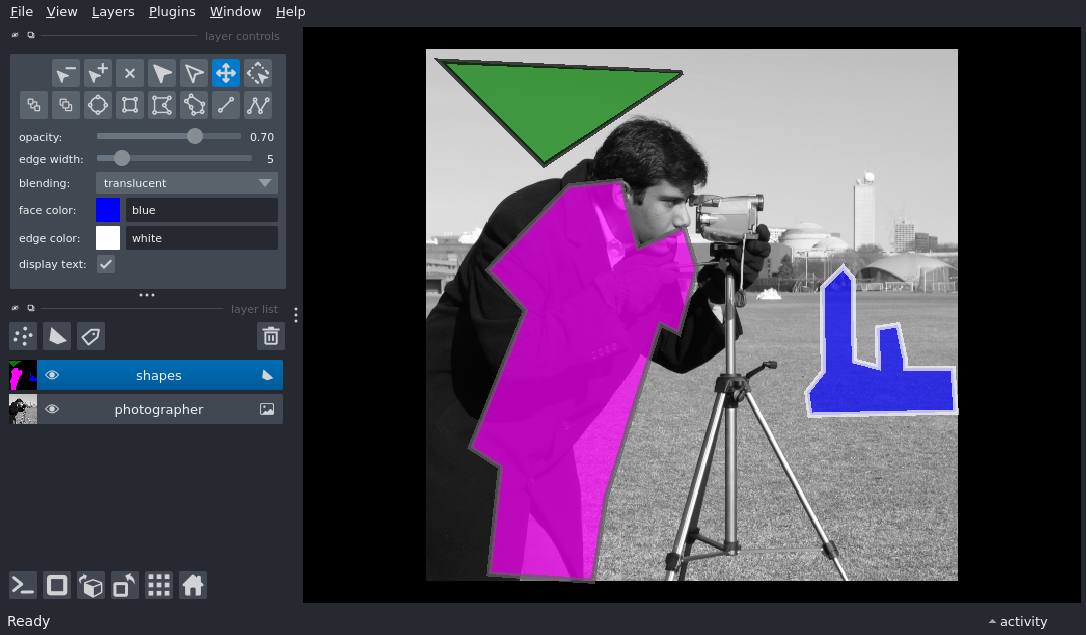 File View Layers Plugins Window Help
layer controls
opacity: 0.70
edge width: 5
blending: translucent
face color: blue
edge color: white
display text:
layer list
shapes
photographer
Ready activity